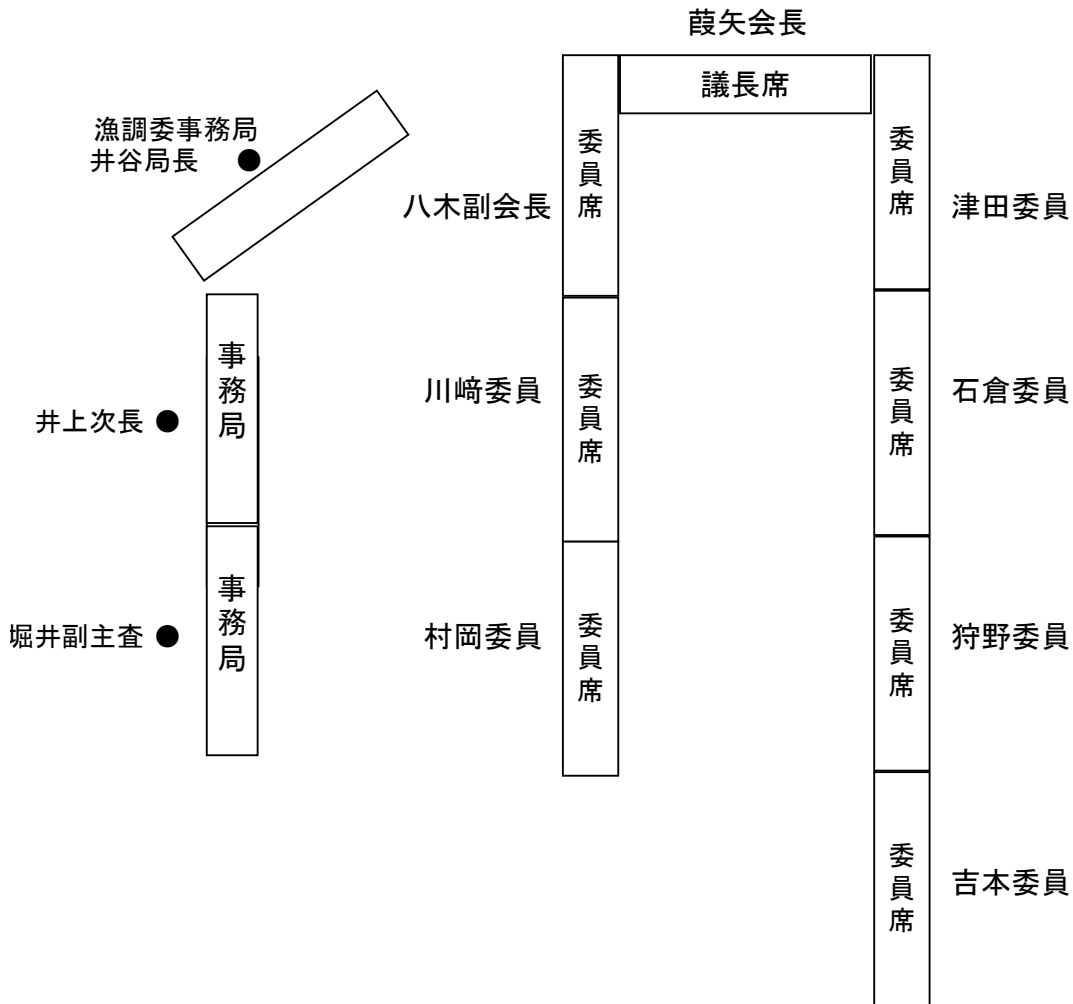 葭矢会長
議長席
漁調委事務局
井谷局長 ●
八木副会長
委員席
委員席
津田委員
事務局
井上次長 ●
川﨑委員
委員席
委員席
石倉委員
事務局
堀井副主査 ●
村岡委員
委員席
委員席
狩野委員
委員席
吉本委員